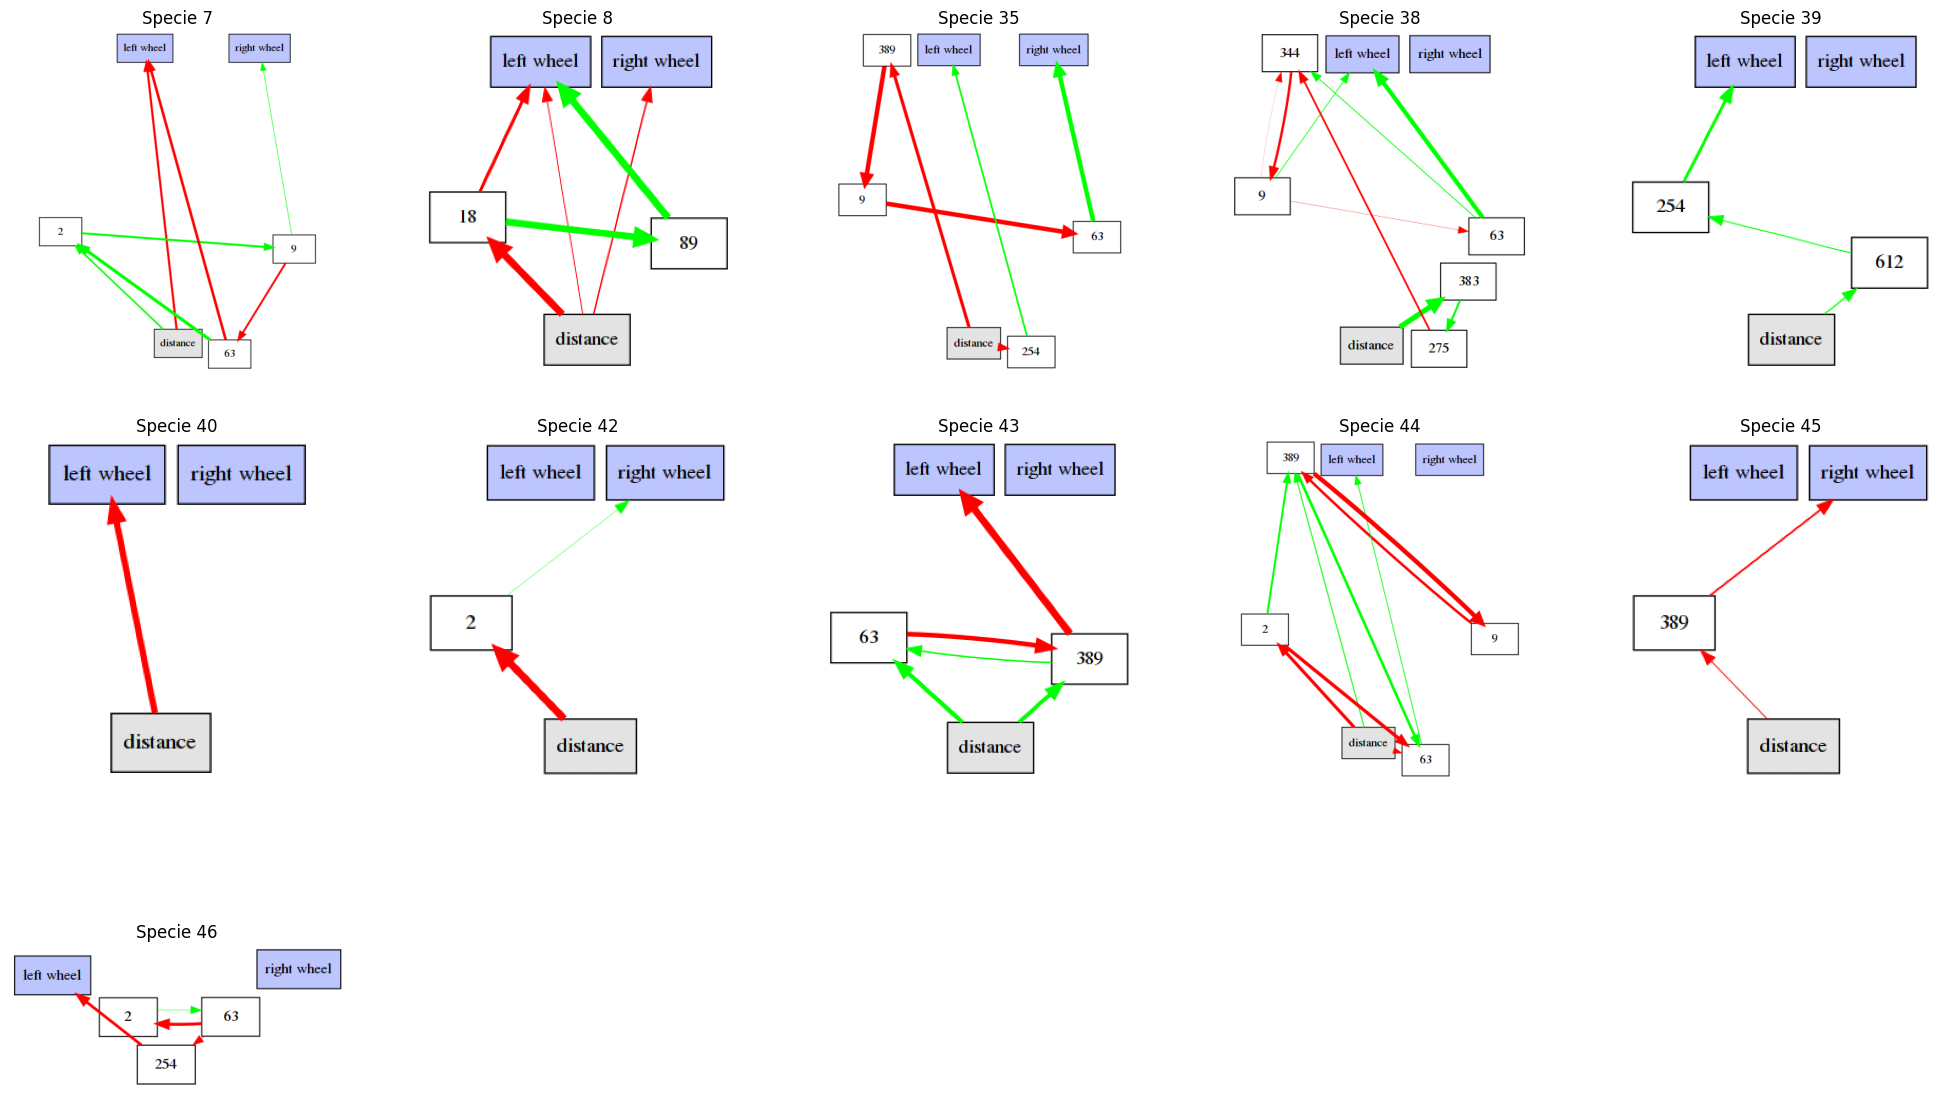 Specie 7
left wheel
right wheel
2
9
distance
63
Specie 8
left wheel
right wheel
18
89
distance
Specie 35
389
left wheel
right wheel
9
63
distance
254
Specie 38
344
left wheel
right wheel
9
63
383
distance
275
Specie 39
left wheel
right wheel
254
612
distance
Specie 40
left wheel
right wheel
distance
Specie 42
left wheel
right wheel
2
distance
Specie 43
left wheel
right wheel
63
389
distance
Specie 44
389
left wheel
right wheel
2
9
distance
63
Specie 45
left wheel
right wheel
389
distance
Specie 46
left wheel
right wheel
2
63
254